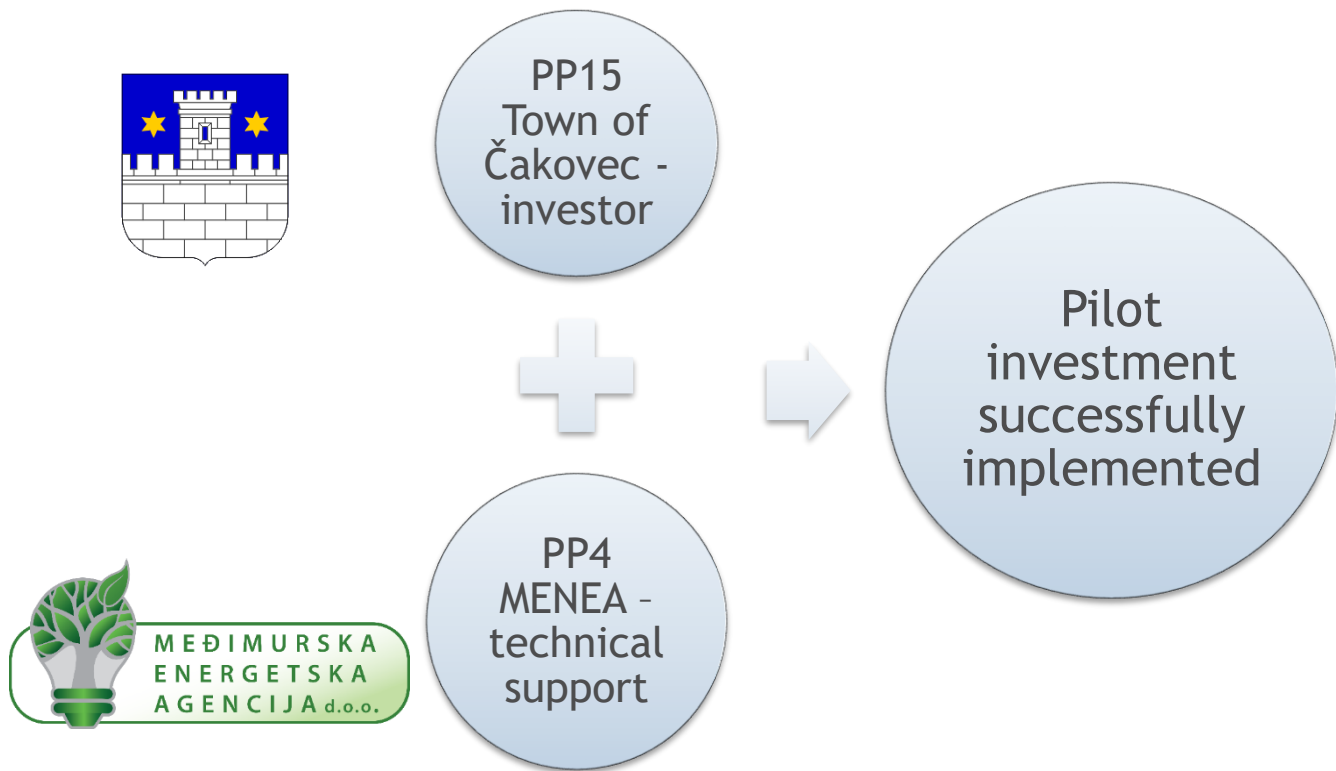 PP15
Town of
Čakovec -
investor
PP4
MENEA –
technical
support
Pilot
investment
successfully
implemented
MEĐIMURSKA
ENERGETSKA
AGENCIJA d.o.o.